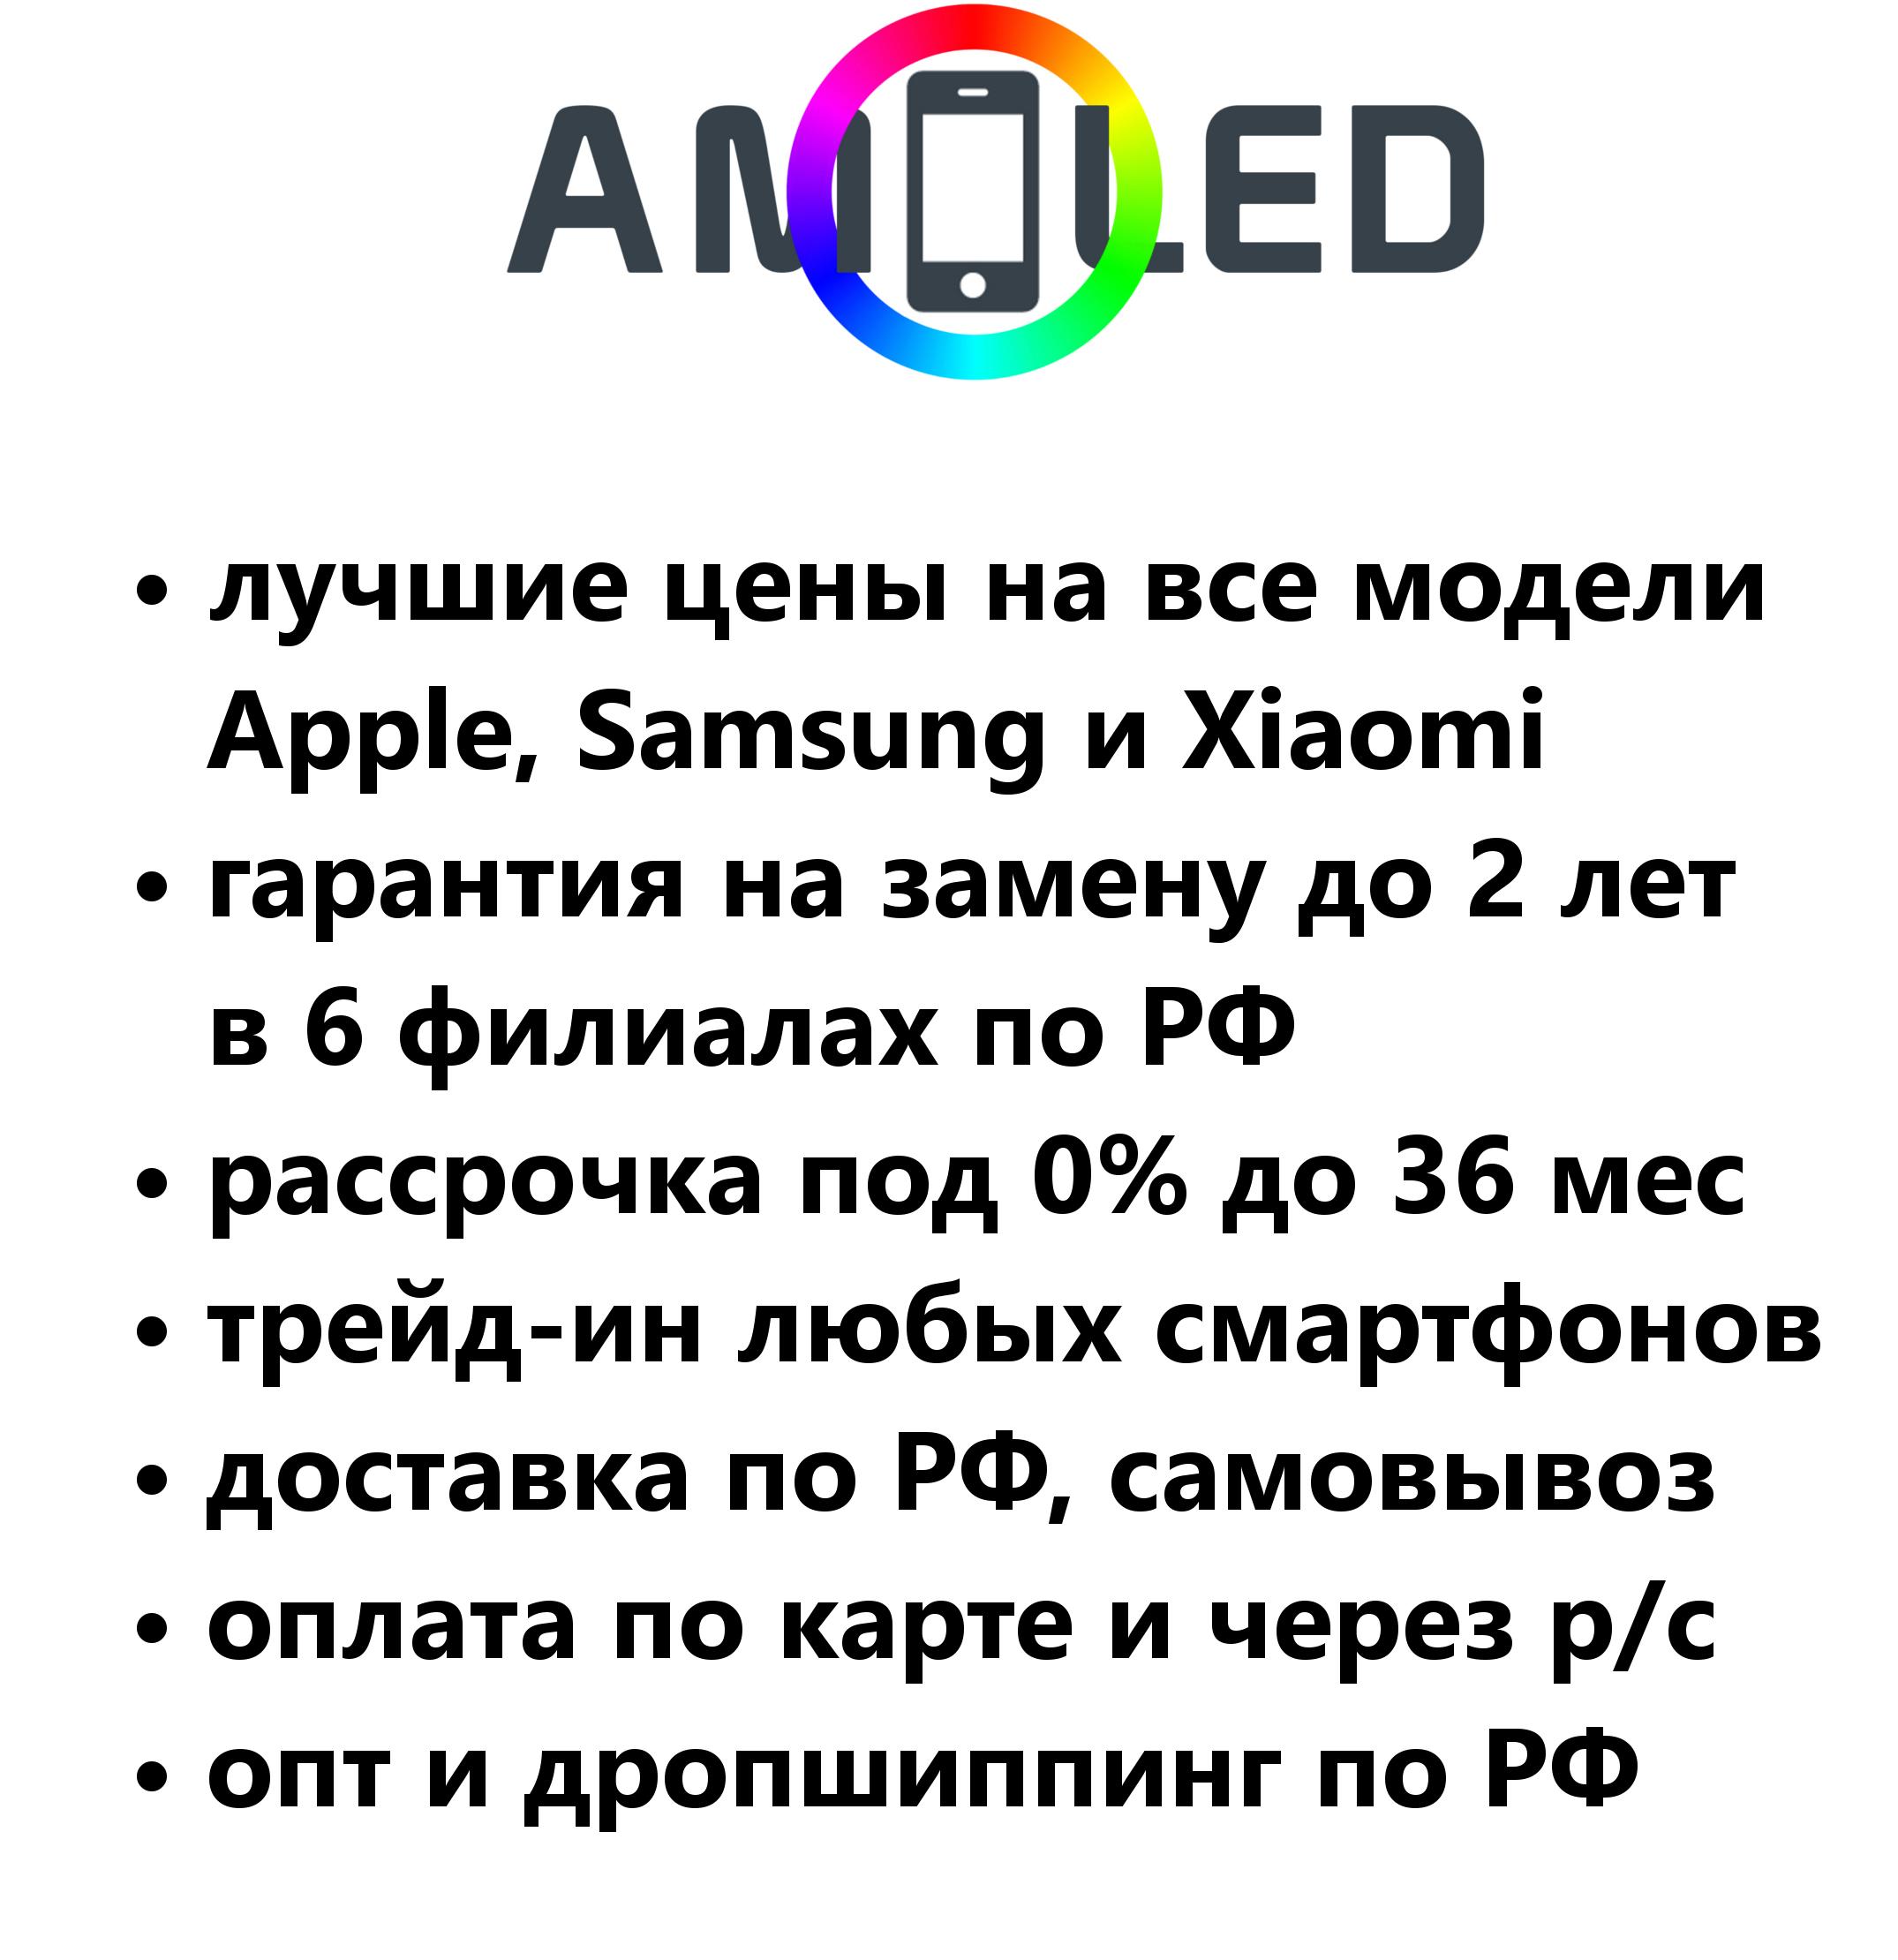 AMOLED
• лучшие цены на все модели
Apple, Samsung и Xiaomi
• гарантия на замену до 2 лет
в 6 филиалах по РФ
• рассрочка под 0% до 36 мес
• трейд-ин любых смартфонов
• доставка по РФ, самовывоз
• оплата по карте и через р/с
• опт и дропшиппинг по РФ